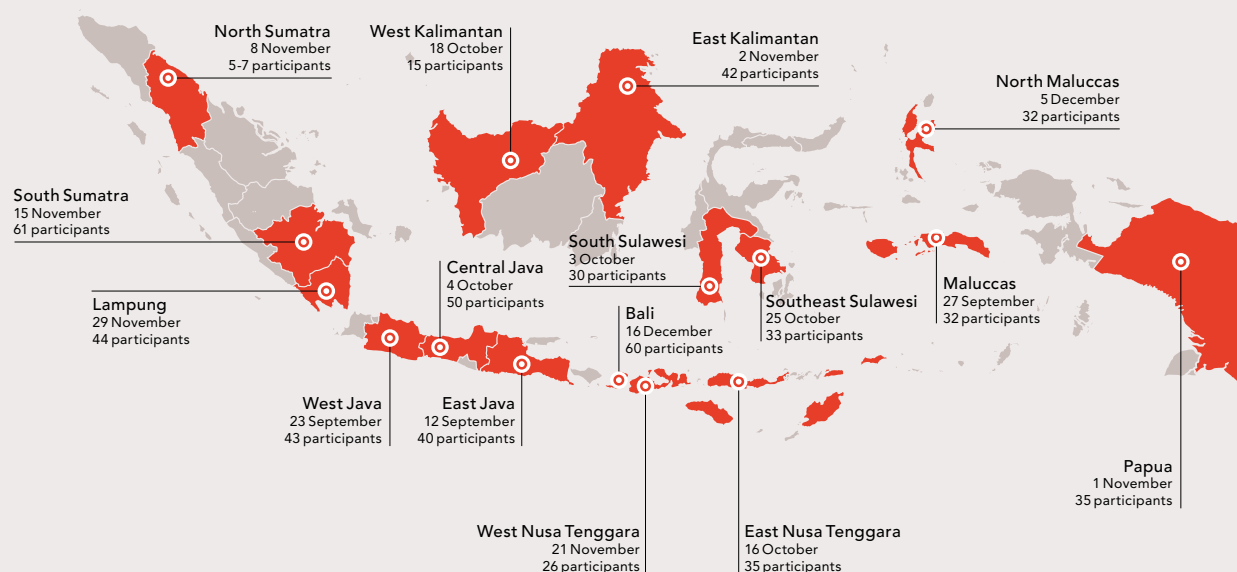 North Sumatra
8 November
5-7 participants
West Kalimantan
18 October
15 participants
East Kalimantan
2 November
42 participants
North Maluccas
5 December
32 participants
South Sumatra
15 November
61 participants
Lampung
29 November
44 participants
Central Java
4 October
50 participants
South Sulawesi
3 October
30 participants
Bali
16 December
60 participants
Southeast Sulawesi
25 October
33 participants
Maluccas
27 September
32 participants
West Java
23 September
43 participants
East Java
12 September
40 participants
Papua
1 November
35 participants
West Nusa Tenggara
21 November
26 participants
East Nusa Tenggara
16 October
35 participants